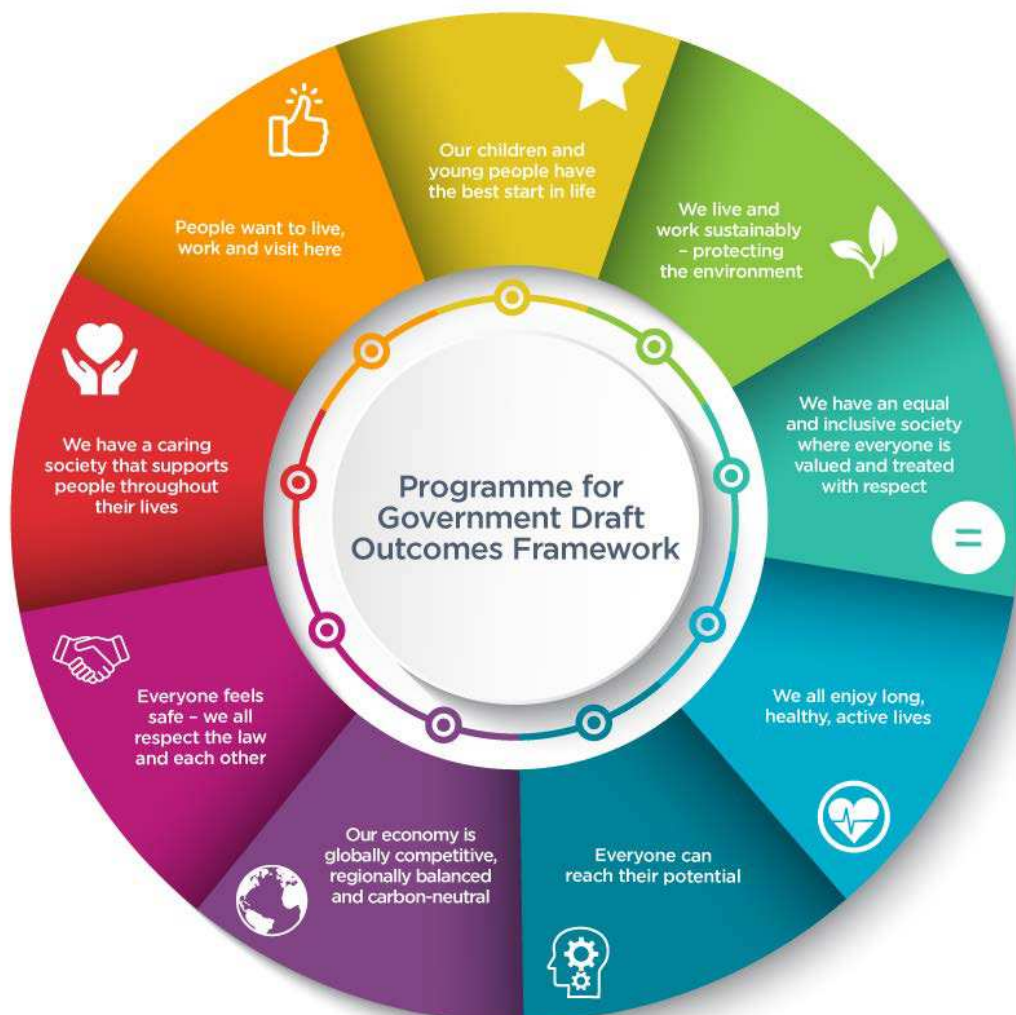 Our children and
young people have
the best start in life
We live and
work sustainably
– protecting
the environment
We have an equal
and inclusive society
where everyone is
valued and treated
with respect
=
We all enjoy long,
healthy, active lives
Everyone can
reach their potential
Our economy is
globally competitive,
regionally balanced
and carbon-neutral
Everyone feels
safe – we all
respect the law
and each other
We have a caring
society that supports
people throughout
their lives
People want to live,
work and visit here
Programme for
Government Draft
Outcomes Framework